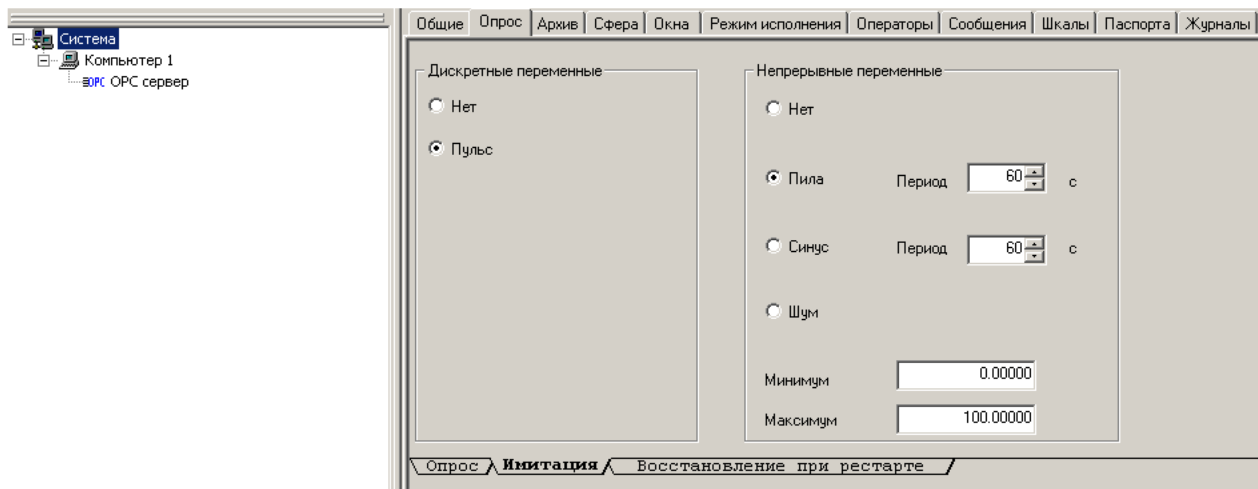 Система
Компьютер 1
OPC OPC сервер
Общие Опрос Архив Сфера Окна Режим исполнения Операторы Сообщения Шкалы Паспорта Журналы
Дискретные переменные
Нет
Пульс
Непрерывные переменные
Нет
Пила Период 60 с
Синус Период 60 с
Шум
Минимум 0.00000
Максимум 100.00000
Опрос Имитация Восстановление при рестарте